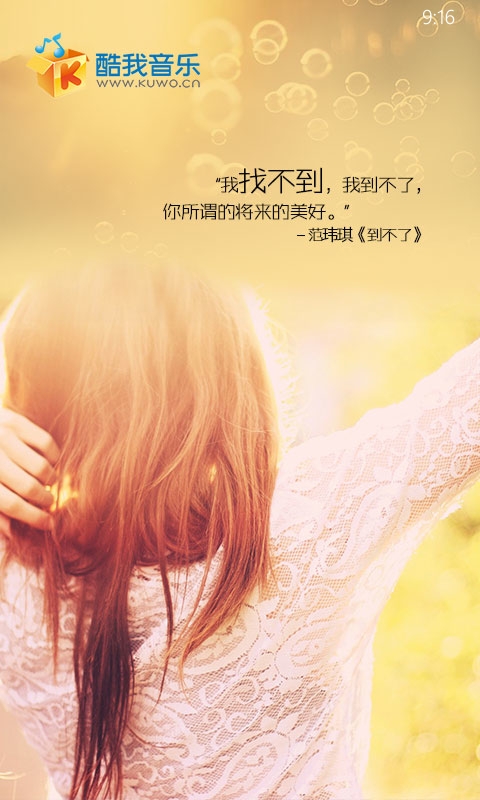 9:16
酷我音乐
www.kuwo.cn
“我找不到，我到不了，
你所谓的将来的美好。”
– 范玮琪《到不了》